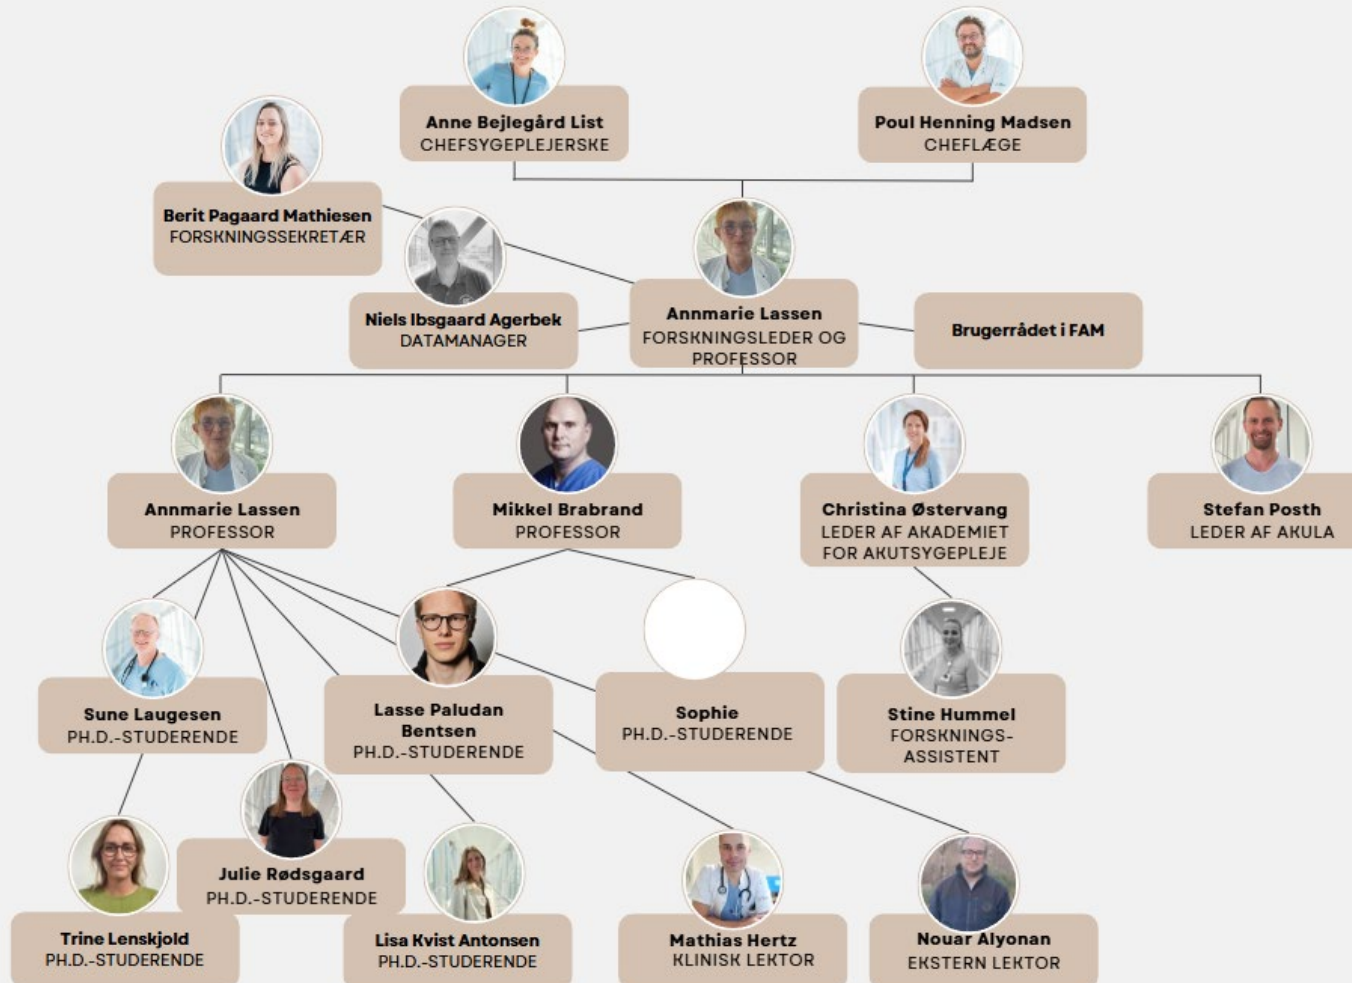 Anne Bejlegård List
CHEFSYGEPLEJERSKE
Poul Henning Madsen
CHEFLÆGE
Berit Pagaard Mathiesen
FORSKNINGSSEKRETÆR
Niels Ibsgaard Agerbek
DATAMANAGER
Annmarie Lassen
FORSKNINGSLEDER OG
PROFESSOR
Brugerrådet i FAM
Annmarie Lassen
PROFESSOR
Mikkel Brabrand
PROFESSOR
Christina Østervang
LEDER AF AKADEMIET
FOR AKUTSYGEPLEJE
Stefan Posth
LEDER AF AKULA
Sune Laugesen
PH.D.-STUDERENDE
Lasse Paludan
Bentsen
PH.D.-STUDERENDE
Sophie
PH.D.-STUDERENDE
Stine Hummel
FORSKNINGS-
ASSISTENT
Julie Rødsgaard
PH.D.-STUDERENDE
Trine Lenskjold
PH.D.-STUDERENDE
Lisa Kvist Antonsen
PH.D.-STUDERENDE
Mathias Hertz
KLINISK LEKTOR
Nouar Alyonan
EKSTERN LEKTOR